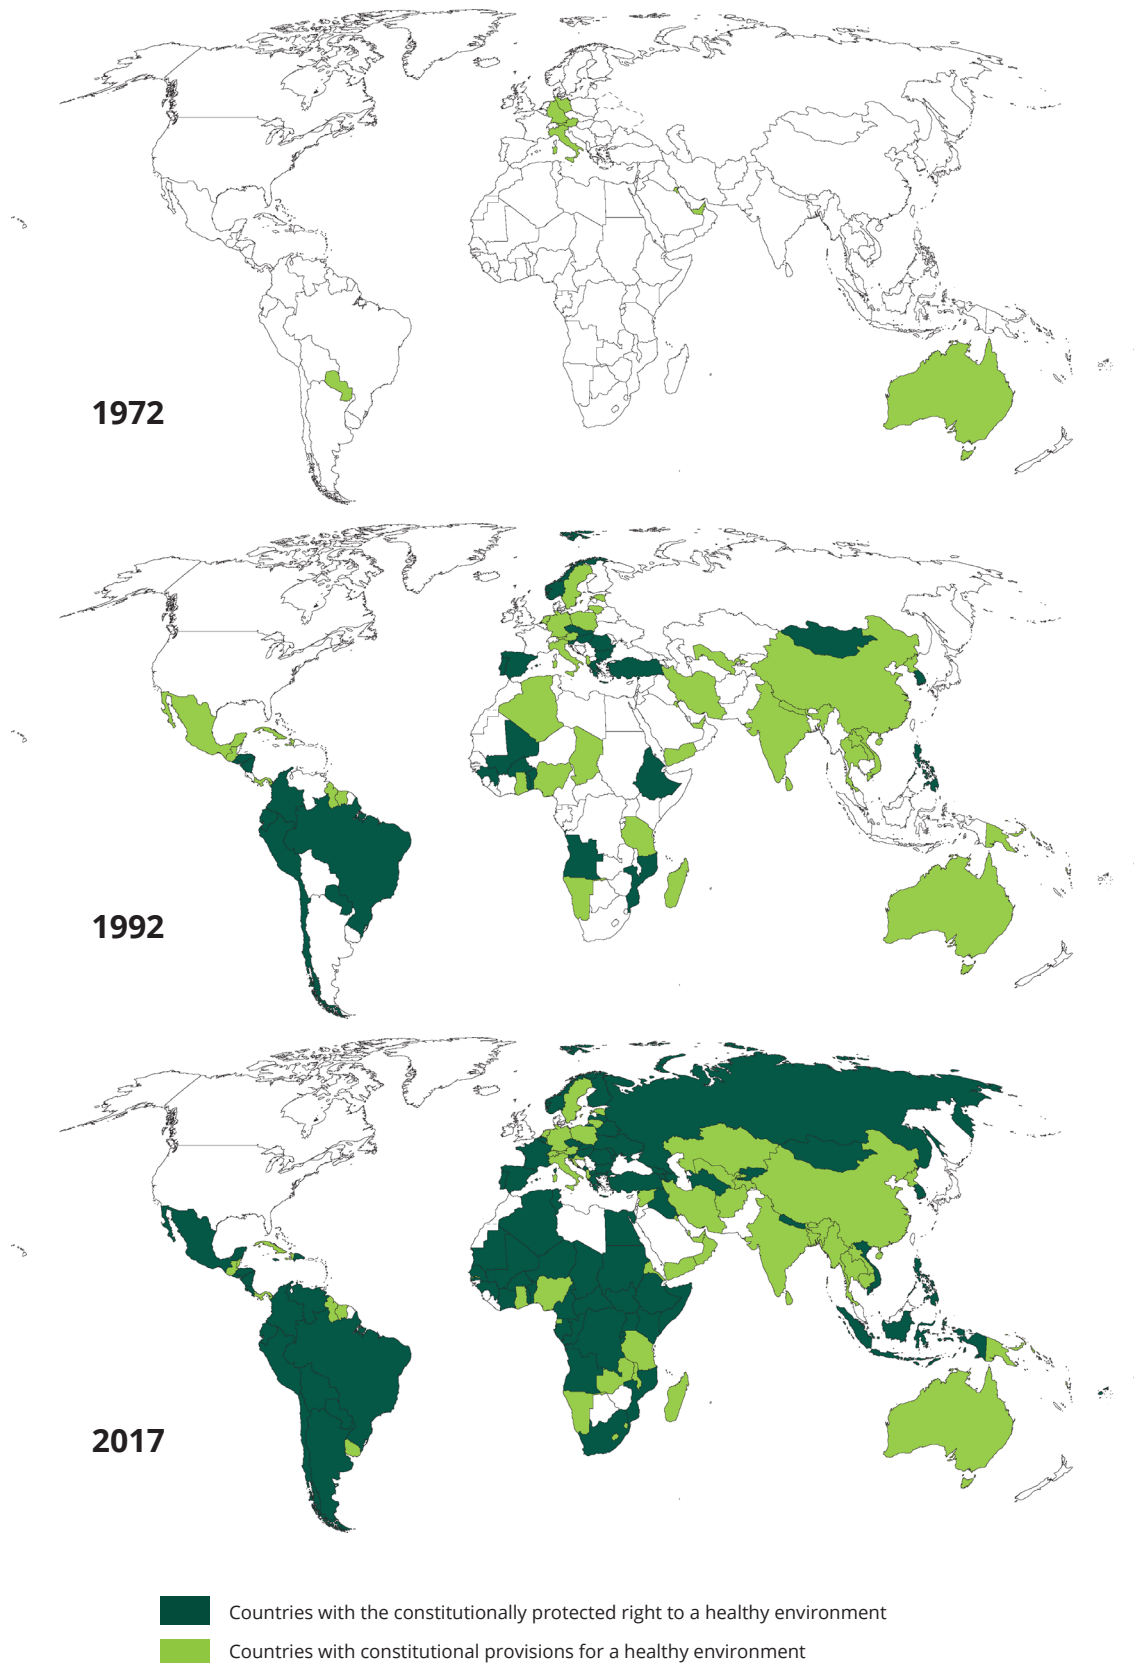 1972
1992
2017
Countries with the constitutionally protected right to a healthy environment
Countries with constitutional provisions for a healthy environment